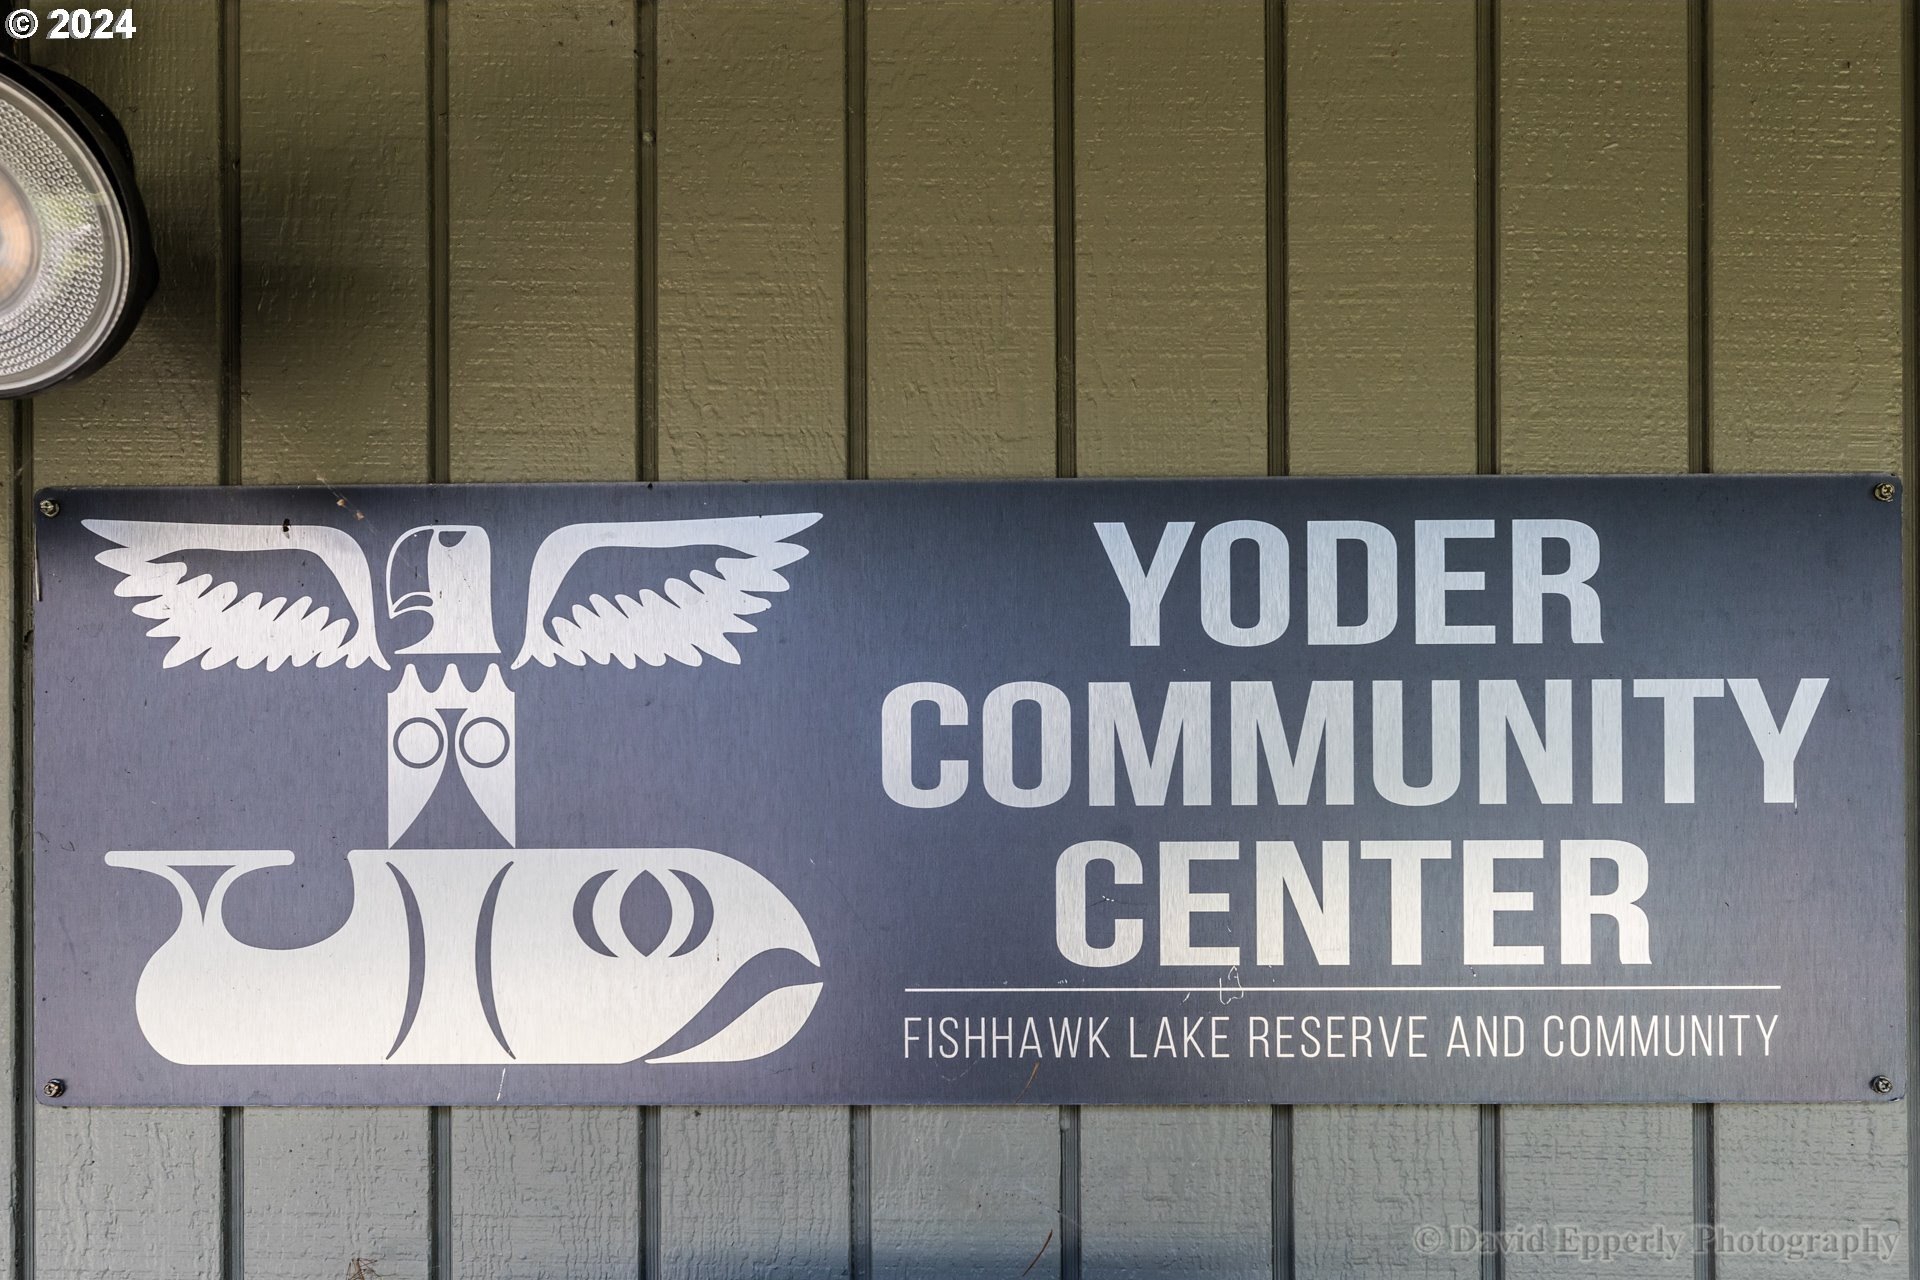 © 2024
YODER
COMMUNITY
CENTER
FISHHAWK LAKE RESERVE AND COMMUNITY
© David Epperly Photography